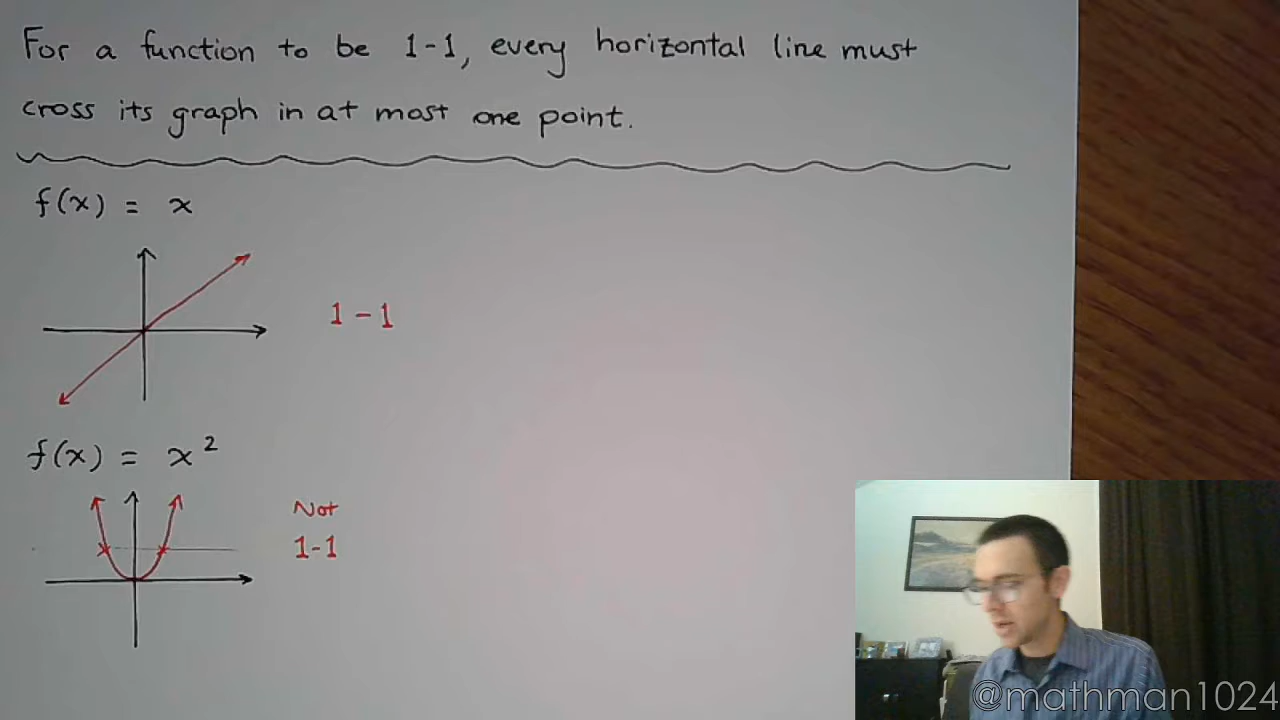 For a function to be 1-1, every horizontal line must
cross its graph in at most one point.
f(x) = x
1-1
f(x) = x²
Not
1-1
@mathman1024